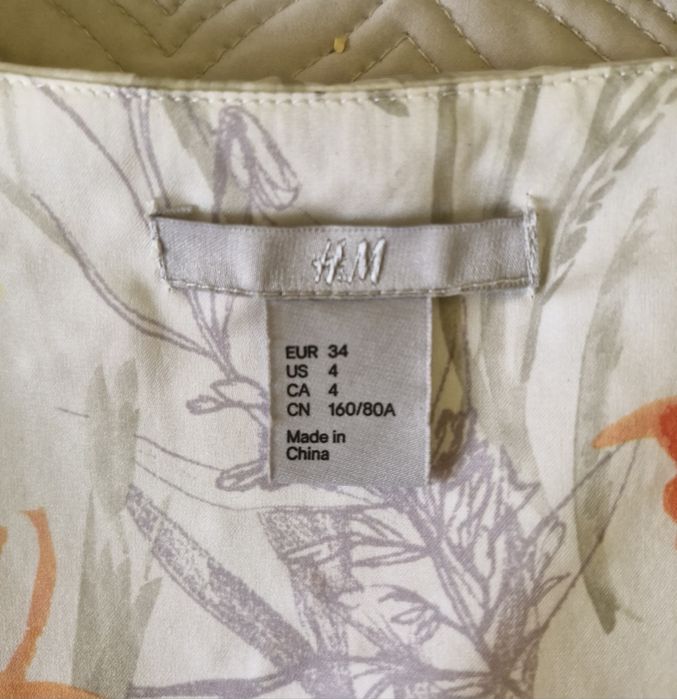 H&M
EUR 34
US 4
CA 4
CN 160/80A
Made in
China